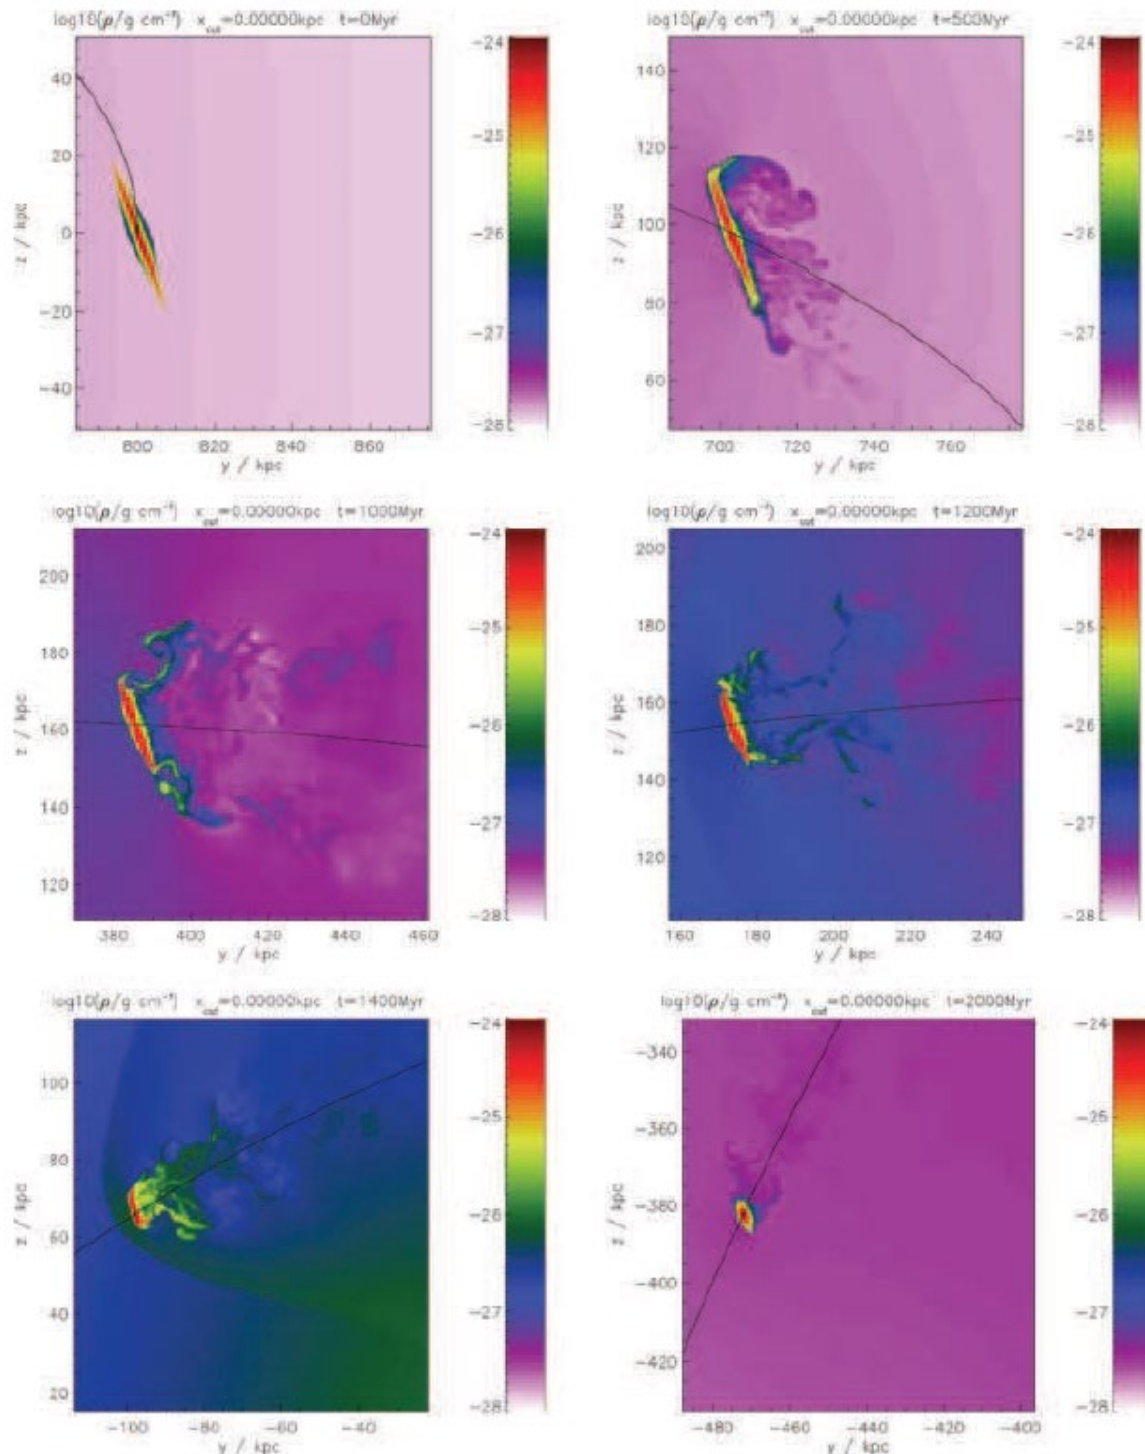 log10(ρ/g cm⁻³) x_cut=0.00000kpc t=0Myr
log10(ρ/g cm⁻³) x_cut=0.00000kpc t=500Myr
40
20
0
−20
−40
z / kpc
800 820 840 860
y / kpc
−24
−25
−26
−27
−28
140
120
100
80
60
z / kpc
700 720 740 760
y / kpc
−24
−25
−26
−27
−28
log10(ρ/g cm⁻³) x_cut=0.00000kpc t=1000Myr
log10(ρ/g cm⁻³) x_cut=0.00000kpc t=1200Myr
200
180
160
140
120
z / kpc
380 400 420 440 460
y / kpc
−24
−25
−26
−27
−28
200
180
160
140
120
z / kpc
160 180 200 220 240
y / kpc
−24
−25
−26
−27
−28
log10(ρ/g cm⁻³) x_cut=0.00000kpc t=1400Myr
log10(ρ/g cm⁻³) x_cut=0.00000kpc t=2000Myr
100
80
60
40
20
z / kpc
−100 −80 −60 −40
y / kpc
−24
−25
−26
−27
−28
−340
−360
−380
−400
−420
z / kpc
−480 −460 −440 −420 −400
y / kpc
−24
−25
−26
−27
−28